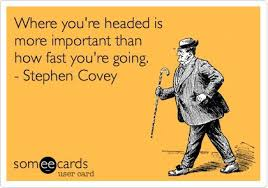 Where you're headed is
more important than
how fast you're going.
- Stephen Covey
someecards
user card